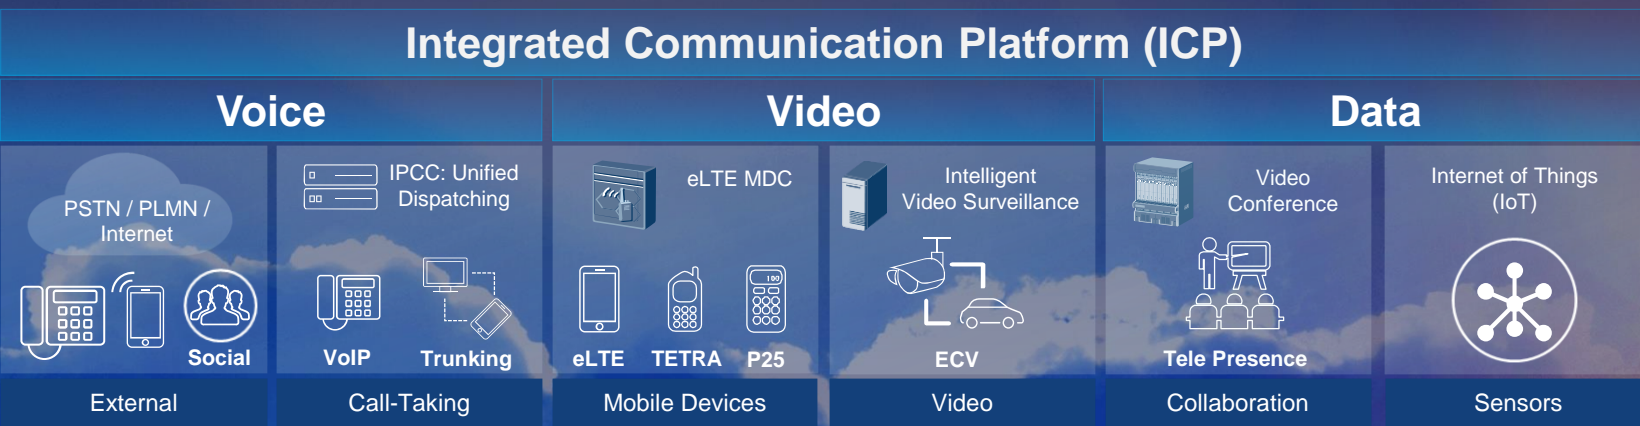 Integrated Communication Platform (ICP)
Voice
Video
Data
PSTN / PLMN /
Internet
Social
External
IPCC: Unified
Dispatching
VoIP
Trunking
Call-Taking
eLTE MDC
eLTE
TETRA
P25
Mobile Devices
Intelligent
Video Surveillance
ECV
Video
Video
Conference
Tele Presence
Collaboration
Internet of Things
(IoT)
Sensors